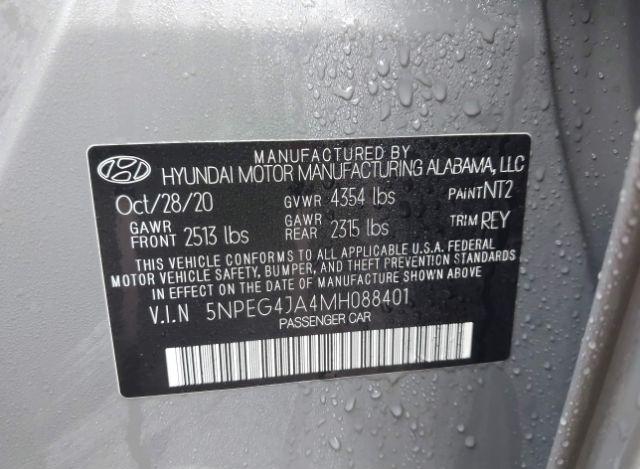 MANUFACTURED BY
HYUNDAI MOTOR MANUFACTURING ALABAMA, LLC
Oct/28/20 GVWR 4354 lbs PAINT NT2
GAWR FRONT 2513 lbs GAWR REAR 2315 lbs TRIM REY
THIS VEHICLE CONFORMS TO ALL APPLICABLE U.S.A. FEDERAL
MOTOR VEHICLE SAFETY, BUMPER, AND THEFT PREVENTION STANDARDS
IN EFFECT ON THE DATE OF MANUFACTURE SHOWN ABOVE.
V.I.N 5NPEG4JA4MH088401
PASSENGER CAR